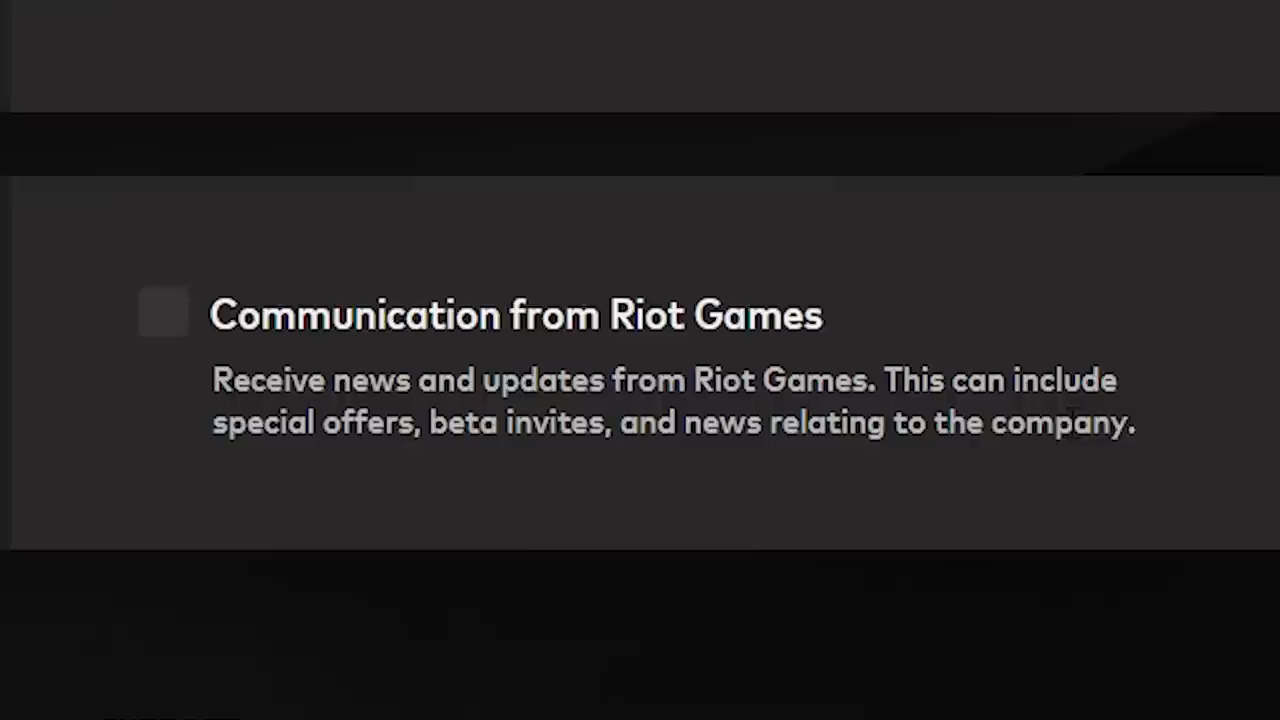 Communication from Riot Games
Receive news and updates from Riot Games. This can include
special offers, beta invites, and news relating to the company.